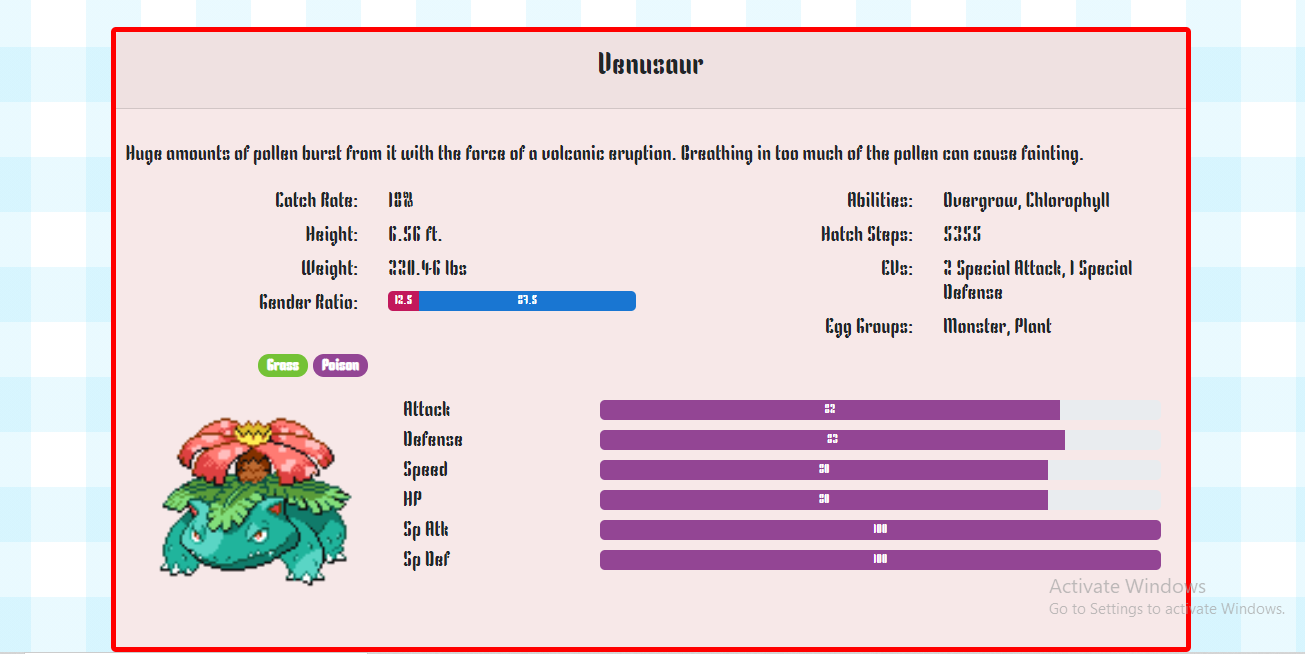 Venusaur
Huge amounts of pollen burst from it with the force of a volcanic eruption. Breathing in too much of the pollen can cause fainting.
Catch Rate: 18%
Height: 6.56 ft.
Weight: 220.46 lbs
Gender Ratio: 12.5 87.5
Abilities: Overgrow, Chlorophyll
Hatch Steps: 5355
EVs: 2 Special Attack, 1 Special
Defense
Egg Groups: Monster, Plant
Grass Poison
Attack 82
Defense 83
Speed 80
HP 80
Sp Atk 100
Sp Def 100
Activate Windows
Go to Settings to activate Windows.